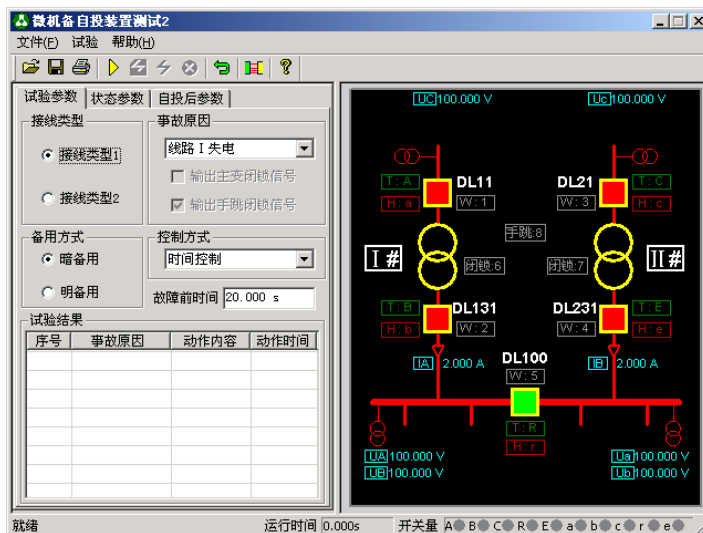 微机备自投装置测试2
文件(F) 试验 帮助(H)
试验参数 状态参数 自投后参数
接线类型
接线类型1
接线类型2
事故原因
线路 I 失电
输出主变闭锁信号
输出手跳闭锁信号
备用方式
暗备用
明备用
控制方式
时间控制
故障前时间 20.000 s
试验结果
序号 事故原因 动作内容 动作时间
UC 100.000 V Uc 100.000 V
T:A DL11 DL21 T:C
H:a W:1 W:3 H:c
手跳:8
I# 闭锁:6 闭锁:7 II#
T:B DL131 DL231 T:E
H:b W:2 W:4 H:e
IA 2.000 A DL100 IB 2.000 A
W:5
T:R
H:r
UA 100.000 V Ua 100.000 V
UB 100.000 V Ub 100.000 V
就绪 运行时间 0.000s 开关量 A B C R E a b c r e